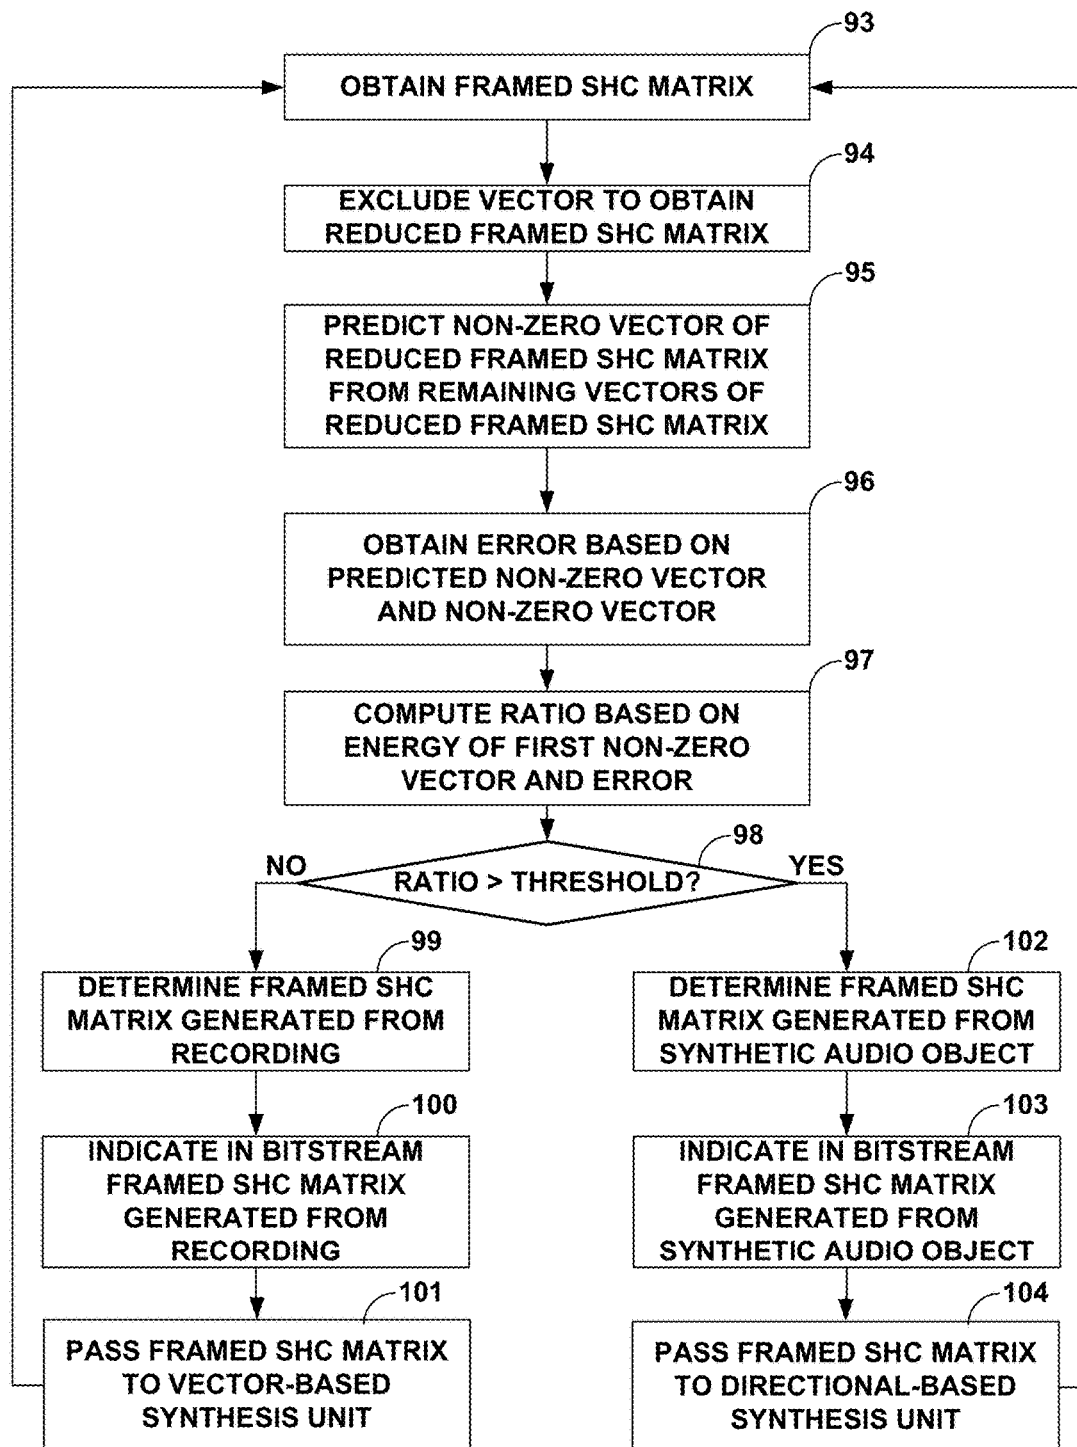 93
OBTAIN FRAMED SHC MATRIX
94
EXCLUDE VECTOR TO OBTAIN
REDUCED FRAMED SHC MATRIX
95
PREDICT NON-ZERO VECTOR OF
REDUCED FRAMED SHC MATRIX
FROM REMAINING VECTORS OF
REDUCED FRAMED SHC MATRIX
96
OBTAIN ERROR BASED ON
PREDICTED NON-ZERO VECTOR
AND NON-ZERO VECTOR
97
COMPUTE RATIO BASED ON
ENERGY OF FIRST NON-ZERO
VECTOR AND ERROR
98
NO
RATIO > THRESHOLD?
YES
99
DETERMINE FRAMED SHC
MATRIX GENERATED FROM
RECORDING
100
INDICATE IN BITSTREAM
FRAMED SHC MATRIX
GENERATED FROM
RECORDING
101
PASS FRAMED SHC MATRIX
TO VECTOR-BASED
SYNTHESIS UNIT
102
DETERMINE FRAMED SHC
MATRIX GENERATED FROM
SYNTHETIC AUDIO OBJECT
103
INDICATE IN BITSTREAM
FRAMED SHC MATRIX
GENERATED FROM
SYNTHETIC AUDIO OBJECT
104
PASS FRAMED SHC MATRIX
TO DIRECTIONAL-BASED
SYNTHESIS UNIT